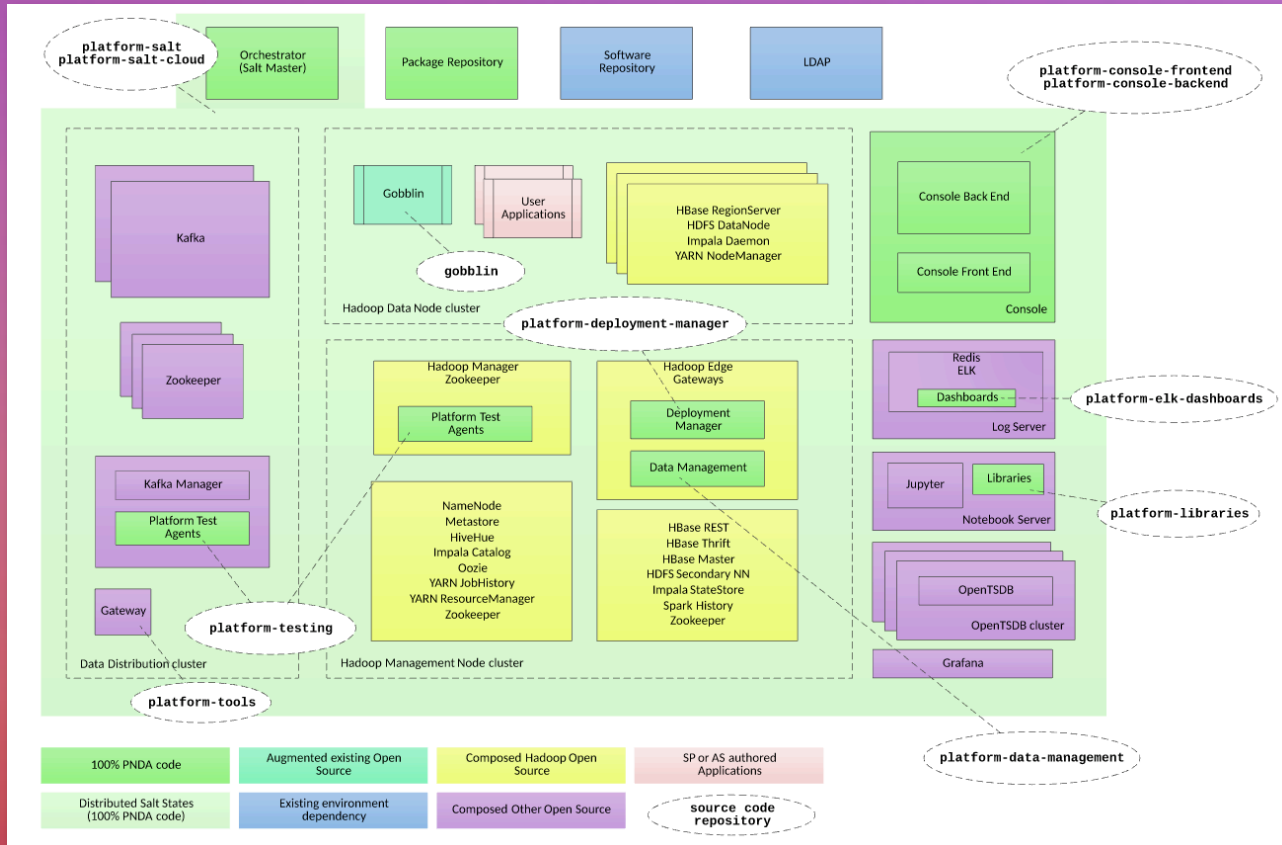 platform-salt
platform-salt-cloud
Orchestrator
(Salt Master)
Package Repository
Software
Repository
LDAP
platform-console-frontend
platform-console-backend
Kafka
Zookeeper
Kafka Manager
Platform Test
Agents
Gateway
Data Distribution cluster
platform-tools
platform-testing
Gobblin
gobblin
User
Applications
HBase RegionServer
HDFS DataNode
Impala Daemon
YARN NodeManager
Hadoop Data Node cluster
platform-deployment-manager
Hadoop Manager
Zookeeper
Platform Test
Agents
Hadoop Edge
Gateways
Deployment
Manager
Data Management
NameNode
Metastore
HiveHue
Impala Catalog
Oozie
YARN JobHistory
YARN ResourceManager
Zookeeper
HBase REST
HBase Thrift
HBase Master
HDFS Secondary NN
Impala StateStore
Spark History
Zookeeper
Hadoop Management Node cluster
Console Back End
Console Front End
Console
Redis
ELK
Dashboards
Log Server
platform-elk-dashboards
Jupyter
Libraries
Notebook Server
platform-libraries
OpenTSDB
OpenTSDB cluster
Grafana
platform-data-management
100% PNDA code
Augmented existing Open
Source
Composed Hadoop Open
Source
SP or AS authored
Applications
Distributed Salt States
(100% PNDA code)
Existing environment
dependency
Composed Other Open Source
source code
repository